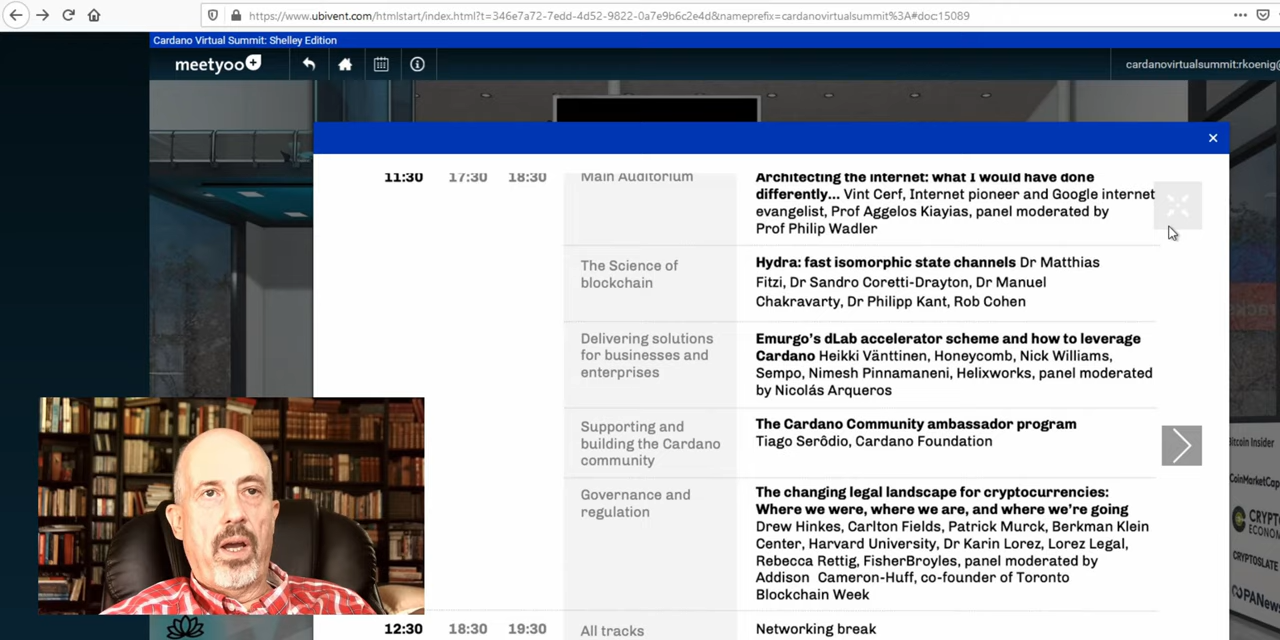 https://www.ubivent.com/htmlstart/index.html?t=346e7a72-7edd-4d52-9822-0a7e9b6c2e4d&nameprefix=cardanovirtualsummit%3A#doc:15089
Cardano Virtual Summit: Shelley Edition
meetyoo
cardanovirtualsummit:rkoenig@
11:30 17:30 18:30
Main Auditorium
Architecting the internet: what I would have done
differently... Vint Cerf, Internet pioneer and Google internet
evangelist, Prof Aggelos Kiayias, panel moderated by
Prof Philip Wadler
The Science of
blockchain
Hydra: fast isomorphic state channels Dr Matthias
Fitzi, Dr Sandro Coretti-Drayton, Dr Manuel
Chakravarty, Dr Philipp Kant, Rob Cohen
Delivering solutions
for businesses and
enterprises
Emurgo's dLab accelerator scheme and how to leverage
Cardano Heikki Vänttinen, Honeycomb, Nick Williams,
Sempo, Nimesh Pinnamaneni, Helixworks, panel moderated
by Nicolás Arqueros
Supporting and
building the Cardano
community
The Cardano Community ambassador program
Tiago Serôdio, Cardano Foundation
Governance and
regulation
The changing legal landscape for cryptocurrencies:
Where we were, where we are, and where we're going
Drew Hinkes, Carlton Fields, Patrick Murck, Berkman Klein
Center, Harvard University, Dr Karin Lorez, Lorez Legal,
Rebecca Rettig, FisherBroyles, panel moderated by
Addison Cameron-Huff, co-founder of Toronto
Blockchain Week
12:30 18:30 19:30
All tracks
Networking break
Bitcoin Insider
CoinMarketCap
CRYPTO
ECONOMY
CRYPTOSLATE
PANews